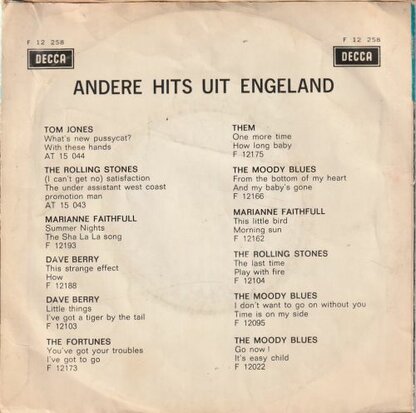 F 12 258
F 12 258
DECCA
DECCA
ANDERE HITS UIT ENGELAND
TOM JONES
What's new pussycat?
With these hands
AT 15 044
THE ROLLING STONES
(I can't get no) satisfaction
The under assistant west coast
promotion man
AT 15 043
MARIANNE FAITHFULL
Summer Nights
The Sha La La song
F 12193
DAVE BERRY
This strange effect
How
F 12188
DAVE BERRY
Little things
I've got a tiger by the tail
F 12103
THE FORTUNES
You've got your troubles
I've got to go
F 12173
THEM
One more time
How long baby
F 12175
THE MOODY BLUES
From the bottom of my heart
And my baby's gone
F 12166
MARIANNE FAITHFULL
This little bird
Morning sun
F 12162
THE ROLLING STONES
The last time
Play with fire
F 12104
THE MOODY BLUES
I don't want to go on without you
Time is on my side
F 12095
THE MOODY BLUES
Go now!
It's easy child
F 12022